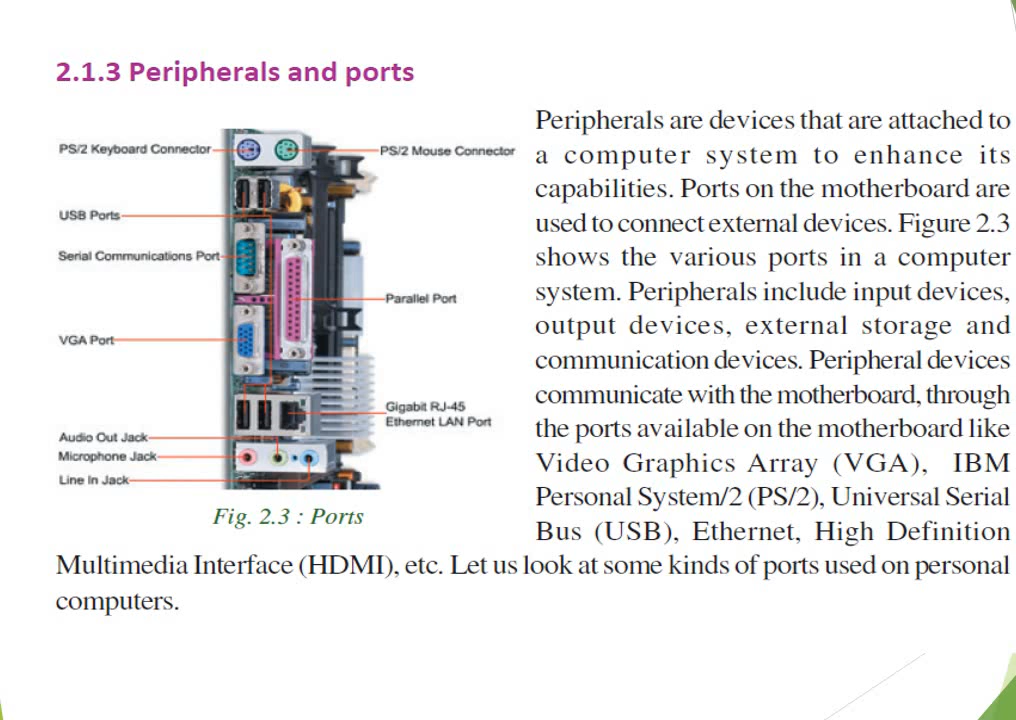 2.1.3 Peripherals and ports
PS/2 Keyboard Connector
PS/2 Mouse Connector
USB Ports
Serial Communications Port
Parallel Port
VGA Port
Gigabit RJ-45
Ethernet LAN Port
Audio Out Jack
Microphone Jack
Line In Jack
Fig. 2.3 : Ports
Peripherals are devices that are attached to
a computer system to enhance its
capabilities. Ports on the motherboard are
used to connect external devices. Figure 2.3
shows the various ports in a computer
system. Peripherals include input devices,
output devices, external storage and
communication devices. Peripheral devices
communicate with the motherboard, through
the ports available on the motherboard like
Video Graphics Array (VGA), IBM
Personal System/2 (PS/2), Universal Serial
Bus (USB), Ethernet, High Definition
Multimedia Interface (HDMI), etc. Let us look at some kinds of ports used on personal
computers.